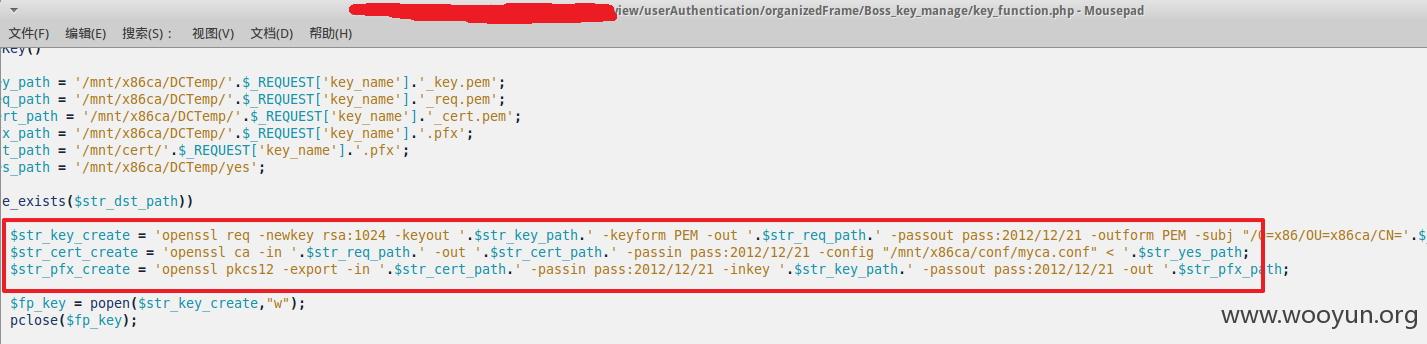 view/userAuthentication/organizedFrame/Boss_key_manage/key_function.php - Mousepad
文件(F) 编辑(E) 搜索(S)： 视图(V) 文档(D) 帮助(H)
key()
y_path = '/mnt/x86ca/DCTemp/'.$_REQUEST['key_name'].'_key.pem';
q_path = '/mnt/x86ca/DCTemp/'.$_REQUEST['key_name'].'_req.pem';
rt_path = '/mnt/x86ca/DCTemp/'.$_REQUEST['key_name'].'_cert.pem';
x_path = '/mnt/x86ca/DCTemp/'.$_REQUEST['key_name'].'.pfx';
t_path = '/mnt/cert/'.$_REQUEST['key_name'].'.pfx';
es_path = '/mnt/x86ca/DCTemp/yes';
e_exists($str_dst_path))
$str_key_create = 'openssl req -newkey rsa:1024 -keyout '.$str_key_path.' -keyform PEM -out '.$str_req_path.' -passout pass:2012/12/21 -outform PEM -subj "/O=x86/OU=x86ca/CN='.$
$str_cert_create = 'openssl ca -in '.$str_req_path.' -out '.$str_cert_path.' -passin pass:2012/12/21 -config "/mnt/x86ca/conf/myca.conf" < '.$str_yes_path;
$str_pfx_create = 'openssl pkcs12 -export -in '.$str_cert_path.' -passin pass:2012/12/21 -inkey '.$str_key_path.' -passout pass:2012/12/21 -out '.$str_pfx_path;
$fp_key = popen($str_key_create,"w");
pclose($fp_key);
www.wooyun.org